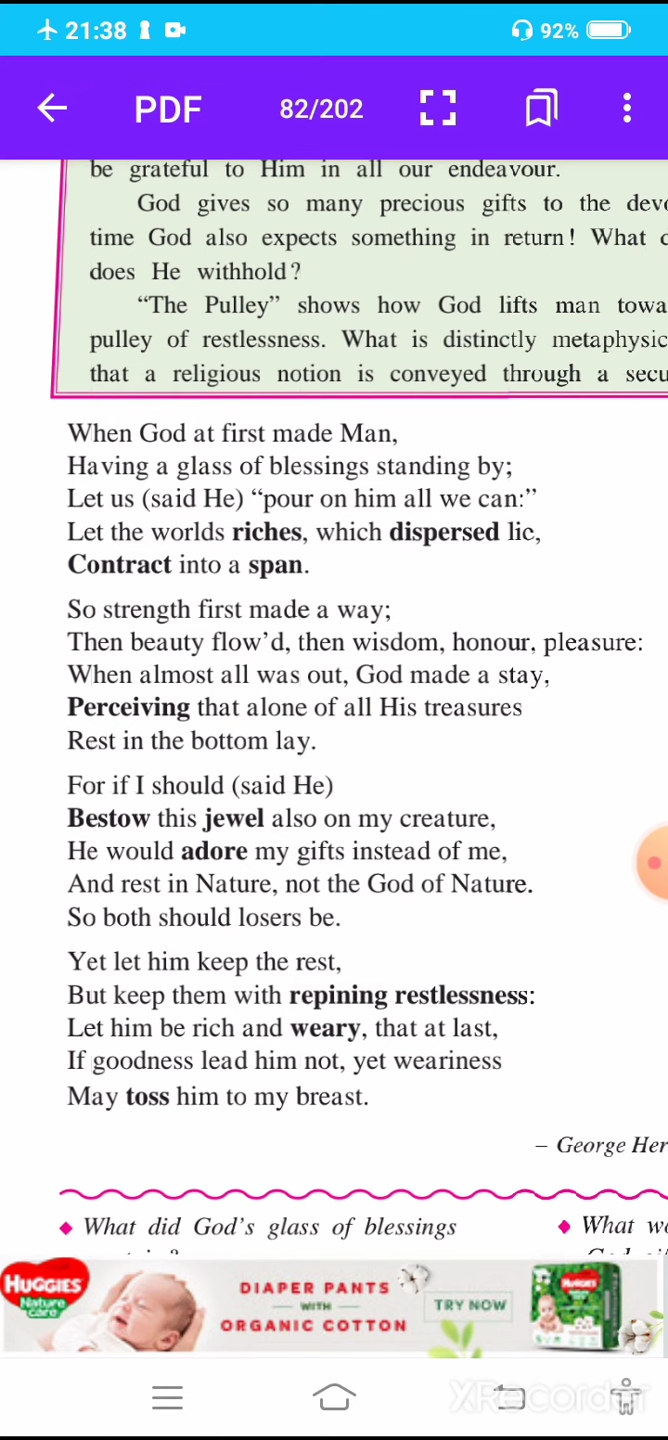 21:38
92%
PDF 82/202
be grateful to Him in all our endeavour.
God gives so many precious gifts to the
time God also expects something in return! What
does He withhold?
“The Pulley” shows how God lifts man
pulley of restlessness. What is distinctly
that a religious notion is conveyed through a
When God at first made Man,
Having a glass of blessings standing by;
Let us (said He) “pour on him all we can:”
Let the worlds riches, which dispersed lie,
Contract into a span.
So strength first made a way;
Then beauty flow’d, then wisdom, honour, pleasure:
When almost all was out, God made a stay,
Perceiving that alone of all His treasures
Rest in the bottom lay.
For if I should (said He)
Bestow this jewel also on my creature,
He would adore my gifts instead of me,
And rest in Nature, not the God of Nature.
So both should losers be.
Yet let him keep the rest,
But keep them with repining restlessness:
Let him be rich and weary, that at last,
If goodness lead him not, yet weariness
May toss him to my breast.
– George Her
◆ What did God’s glass of blessings
◆ What
HUGGIES
Nature
care
DIAPER PANTS
WITH
ORGANIC COTTON
TRY NOW
HUGGIES
XRecorder